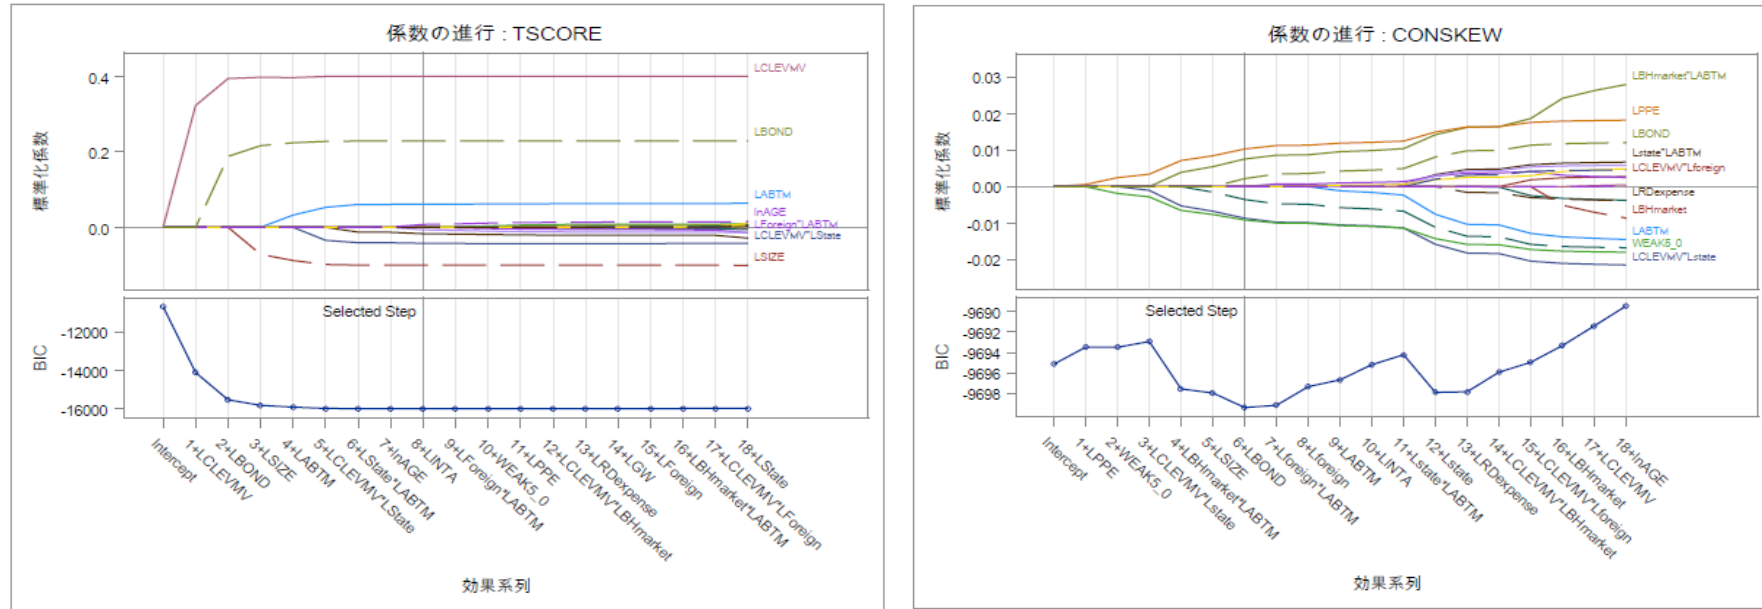 係数の進行 : TSCORE
標準化係数
0.4
0.2
0.0
LCLEVMV
LBOND
LABTM
lnAGE
LForeign*LABTM
LCLEVMV*LState
LSIZE
BIC
-12000
-14000
-16000
Selected Step
Intercept
1+LCLEVMV
2+LBOND
3+LSIZE
4+LABTM
5+LCLEVMV*LState
6+LState*LABTM
7+lnAGE
8+LINTA
9+LForeign*LABTM
10+WEAK5_0
11+LPPE
12+LCLEVMV*LBHmarket
13+LRDexpense
14+LGW
15+LForeign
16+LBHmarket*LABTM
17+LCLEVMV*LForeign
18+LState
効果系列
係数の進行 : CONSKEW
標準化係数
0.03
0.02
0.01
0.00
-0.01
-0.02
LBHmarket*LABTM
LPPE
LBOND
Lstate*LABTM
LCLEVMV*Lforeign
LRDexpense
LBHmarket
LABTM
WEAK5_0
LCLEVMV*Lstate
BIC
-9690
-9692
-9694
-9696
-9698
Selected Step
Intercept
1+LPPE
2+WEAK5_0
3+LCLEVMV*Lstate
4+LBHmarket*LABTM
5+LSIZE
6+LBOND
7+Lforeign*LABTM
8+Lforeign
9+LABTM
10+LINTA
11+Lstate*LABTM
12+Lstate
13+LRDexpense
14+LCLEVMV*LBHmarket
15+LCLEVMV*Lforeign
16+LBHmarket
17+LCLEVMV
18+lnAGE
効果系列